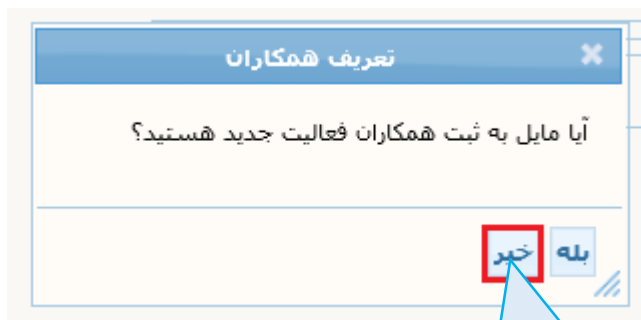 تعریف همکاران
آیا مایل به ثبت همکاران فعالیت جدید هستید؟
بله خیر